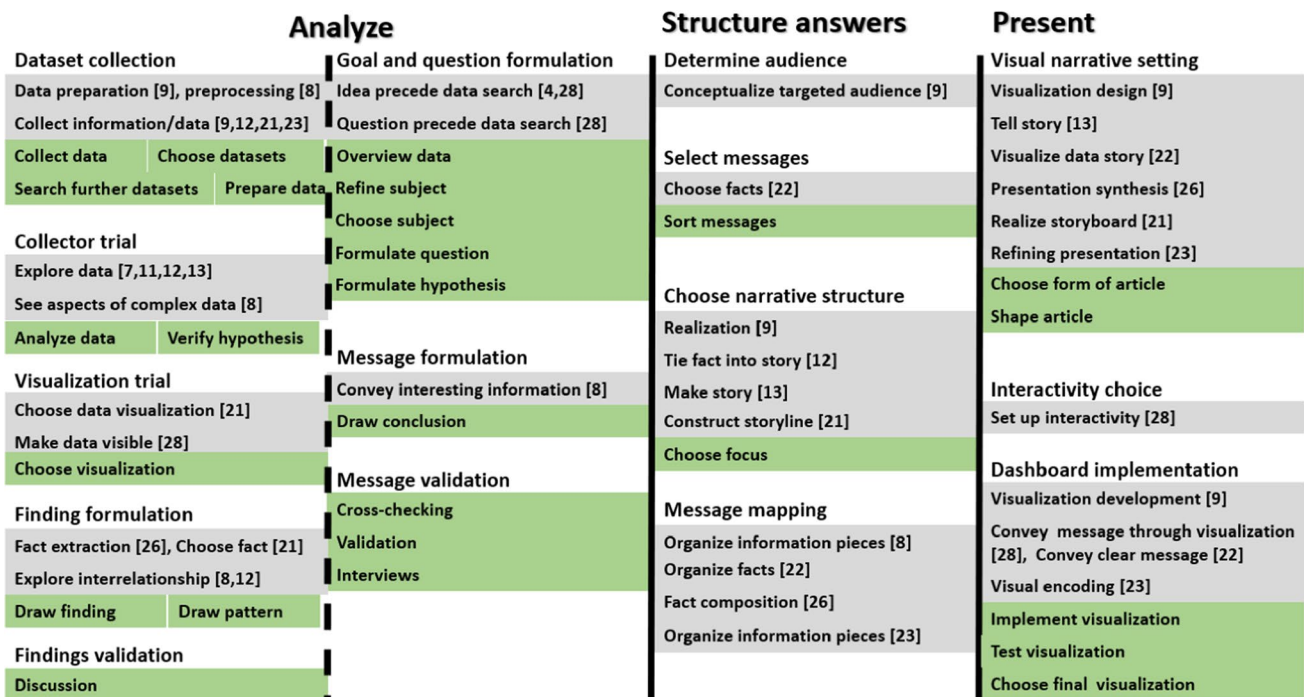 Analyze
Dataset collection
Data preparation [9], preprocessing [8]
Collect information/data [9,12,21,23]
Collect data
Choose datasets
Search further datasets
Prepare data
Collector trial
Explore data [7,11,12,13]
See aspects of complex data [8]
Analyze data
Verify hypothesis
Visualization trial
Choose data visualization [21]
Make data visible [28]
Choose visualization
Finding formulation
Fact extraction [26], Choose fact [21]
Explore interrelationship [8,12]
Draw finding
Draw pattern
Findings validation
Discussion
Goal and question formulation
Idea precede data search [4,28]
Question precede data search [28]
Overview data
Refine subject
Choose subject
Formulate question
Formulate hypothesis
Message formulation
Convey interesting information [8]
Draw conclusion
Message validation
Cross-checking
Validation
Interviews
Structure answers
Determine audience
Conceptualize targeted audience [9]
Select messages
Choose facts [22]
Sort messages
Choose narrative structure
Realization [9]
Tie fact into story [12]
Make story [13]
Construct storyline [21]
Choose focus
Message mapping
Organize information pieces [8]
Organize facts [22]
Fact composition [26]
Organize information pieces [23]
Present
Visual narrative setting
Visualization design [9]
Tell story [13]
Visualize data story [22]
Presentation synthesis [26]
Realize storyboard [21]
Refining presentation [23]
Choose form of article
Shape article
Interactivity choice
Set up interactivity [28]
Dashboard implementation
Visualization development [9]
Convey message through visualization
[28], Convey clear message [22]
Visual encoding [23]
Implement visualization
Test visualization
Choose final visualization